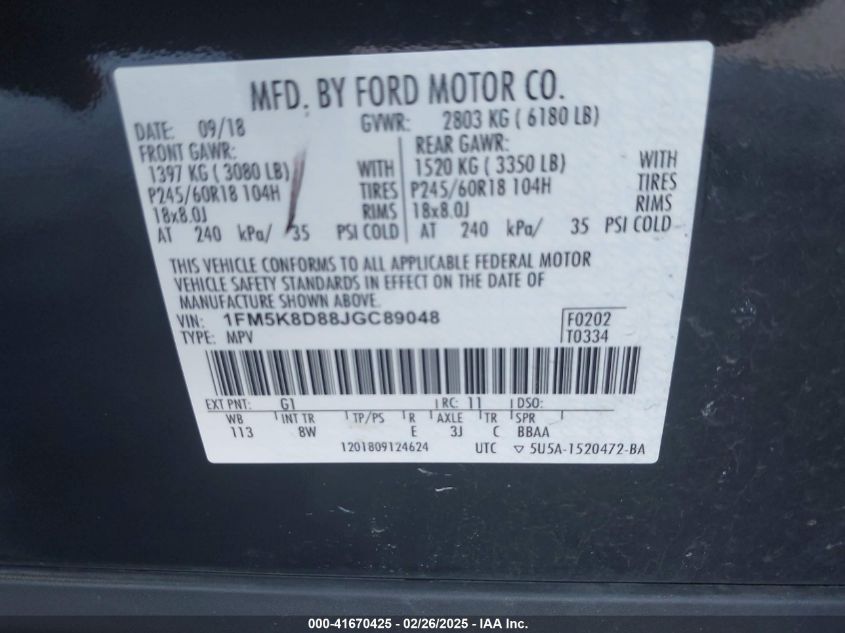 MFD. BY FORD MOTOR CO.
DATE: 09/18 GVWR: 2803 KG ( 6180 LB)
FRONT GAWR: REAR GAWR:
1397 KG ( 3080 LB) WITH 1520 KG ( 3350 LB) WITH
P245/60R18 104H TIRES P245/60R18 104H TIRES
18x8.0J RIMS 18x8.0J RIMS
AT 240 kPa/ 35 PSI COLD AT 240 kPa/ 35 PSI COLD
THIS VEHICLE CONFORMS TO ALL APPLICABLE FEDERAL MOTOR
VEHICLE SAFETY STANDARDS IN EFFECT ON THE DATE OF
MANUFACTURE SHOWN ABOVE.
VIN: 1FM5K8D88JGC89048 F0202
TYPE: MPV T0334
EXT PNT: G1 RC: 11 DSO:
WB INT TR TP/PS R AXLE TR SPR
113 8W E 3J C BBAA
1201809124624 UTC ▽ 5U5A-1520472-BA
000-41670425 - 02/26/2025 - IAA Inc.